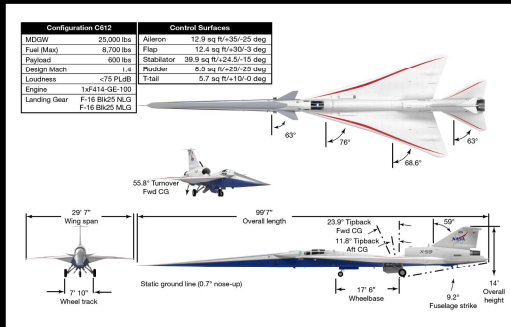 Configuration C612
MDGW 25,000 lbs
Fuel (Max) 8,700 lbs
Payload 600 lbs
Design Mach 1.4
Loudness <75 PLdB
Engine 1xF414-GE-100
Landing Gear F-16 Blk25 NLG
F-16 Blk25 MLG
Control Surfaces
Aileron 12.9 sq ft/+35/-25 deg
Flap 12.4 sq ft/+30/-3 deg
Stabilator 39.9 sq ft/+24.5/-15 deg
Rudder
T-tail 5.7 sq ft/+10/-0 deg
63°
76°
68.6°
63°
55.8° Turnover
Fwd CG
29' 7"
Wing span
99'7"
Overall length
23.9° Tipback
Fwd CG
11.8° Tipback
Aft CG
59°
NASA
X-59
14'
Overall
height
7' 10"
Wheel track
Static ground line (0.7° nose-up)
17' 6"
Wheelbase
9.2°
Fuselage strike